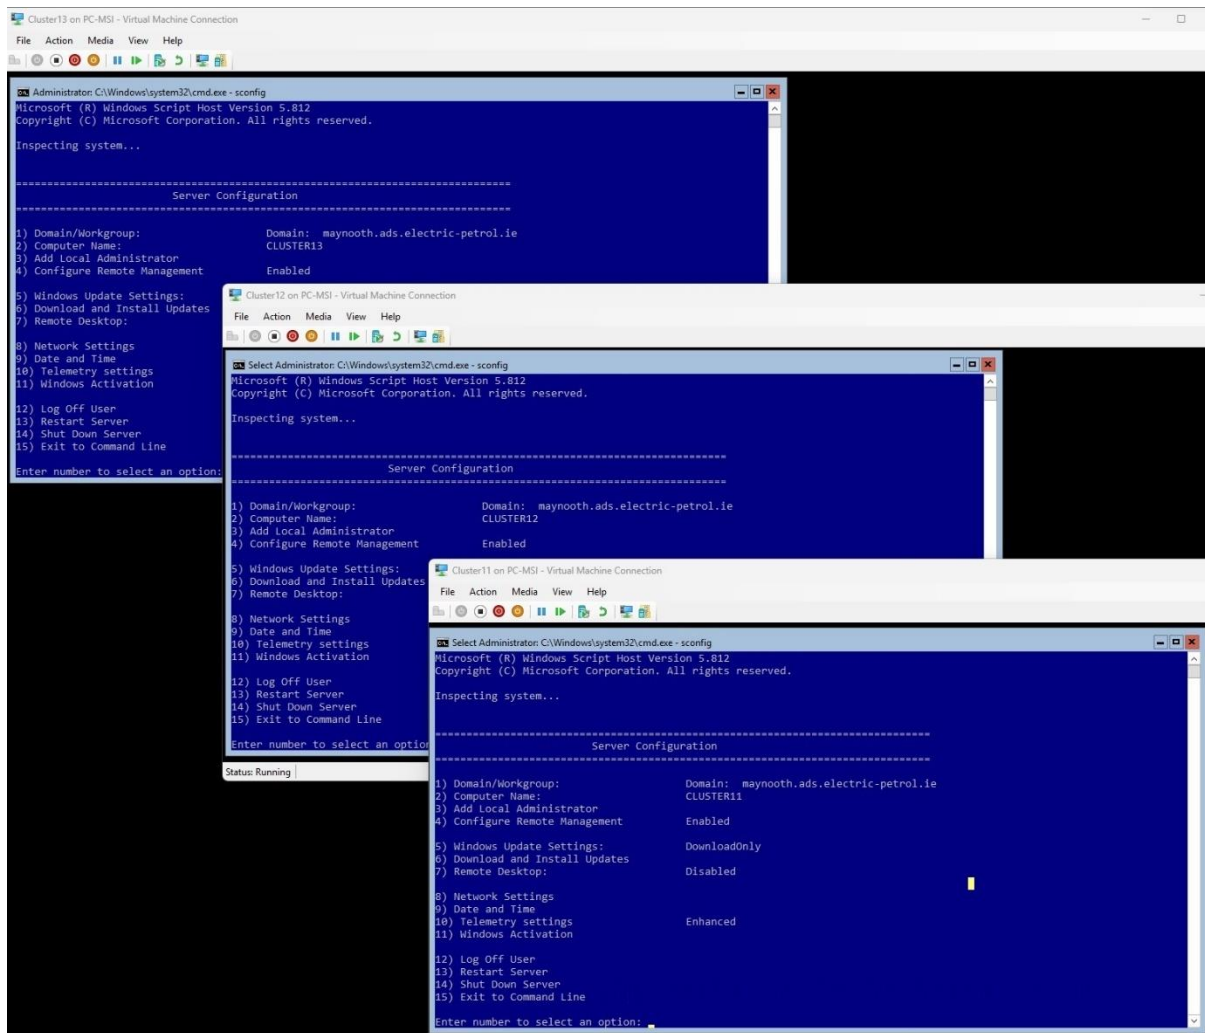 Cluster13 on PC-MSI - Virtual Machine Connection
File Action Media View Help
Administrator: C:\Windows\system32\cmd.exe - sconfig
Microsoft (R) Windows Script Host Version 5.812
Copyright (C) Microsoft Corporation. All rights reserved.
Inspecting system...
===============================================================================
Server Configuration
===============================================================================
1) Domain/Workgroup: Domain: maynooth.ads.electric-petrol.ie
2) Computer Name: CLUSTER13
3) Add Local Administrator
4) Configure Remote Management Enabled
5) Windows Update Settings:
6) Download and Install Updates
7) Remote Desktop:
8) Network Settings
9) Date and Time
10) Telemetry settings
11) Windows Activation
12) Log Off User
13) Restart Server
14) Shut Down Server
15) Exit to Command Line
Enter number to select an option:
Cluster12 on PC-MSI - Virtual Machine Connection
File Action Media View Help
Select Administrator: C:\Windows\system32\cmd.exe - sconfig
Microsoft (R) Windows Script Host Version 5.812
Copyright (C) Microsoft Corporation. All rights reserved.
Inspecting system...
===============================================================================
Server Configuration
===============================================================================
1) Domain/Workgroup: Domain: maynooth.ads.electric-petrol.ie
2) Computer Name: CLUSTER12
3) Add Local Administrator
4) Configure Remote Management Enabled
5) Windows Update Settings:
6) Download and Install Updates
7) Remote Desktop:
8) Network Settings
9) Date and Time
10) Telemetry settings
11) Windows Activation
12) Log Off User
13) Restart Server
14) Shut Down Server
15) Exit to Command Line
Enter number to select an option
Status: Running
Cluster11 on PC-MSI - Virtual Machine Connection
File Action Media View Help
Select Administrator: C:\Windows\system32\cmd.exe - sconfig
Microsoft (R) Windows Script Host Version 5.812
Copyright (C) Microsoft Corporation. All rights reserved.
Inspecting system...
===============================================================================
Server Configuration
===============================================================================
1) Domain/Workgroup: Domain: maynooth.ads.electric-petrol.ie
2) Computer Name: CLUSTER11
3) Add Local Administrator
4) Configure Remote Management Enabled
5) Windows Update Settings: DownloadOnly
6) Download and Install Updates
7) Remote Desktop: Disabled
8) Network Settings
9) Date and Time
10) Telemetry settings Enhanced
11) Windows Activation
12) Log Off User
13) Restart Server
14) Shut Down Server
15) Exit to Command Line
Enter number to select an option: